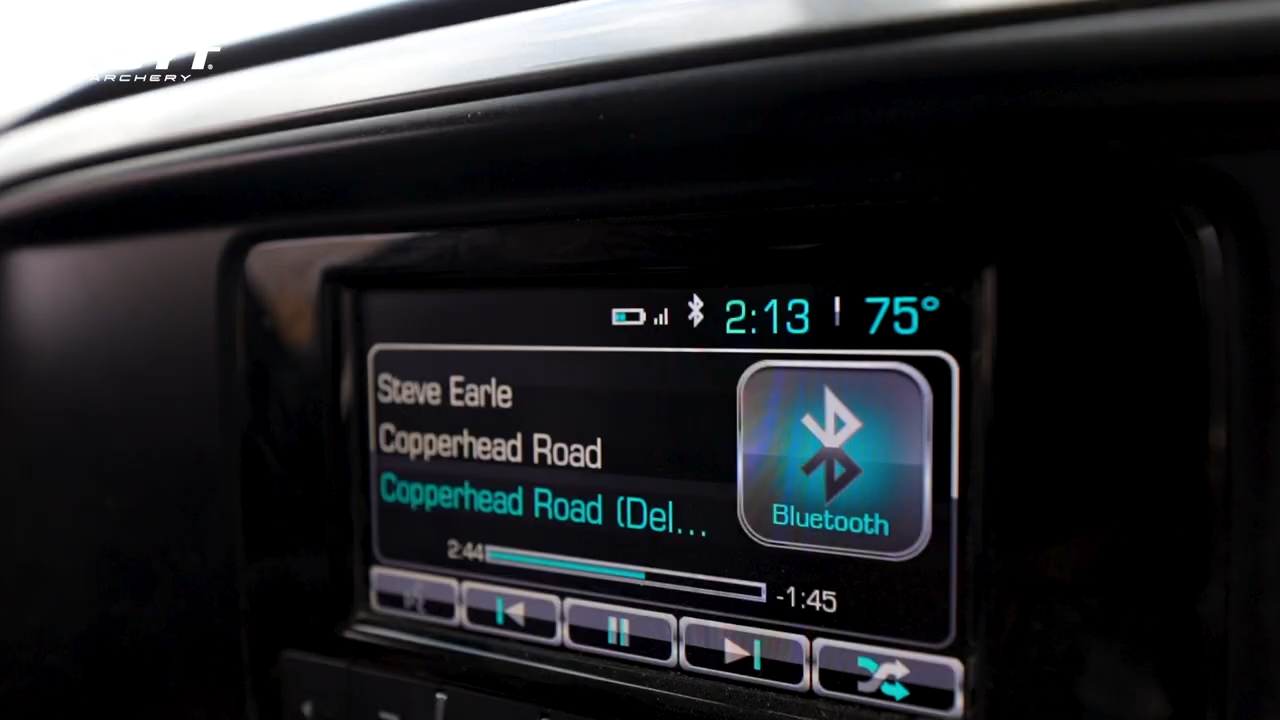 ARCHERY
2:13 75°
Steve Earle
Copperhead Road
Copperhead Road (Del...
Bluetooth
2:44 -1:45